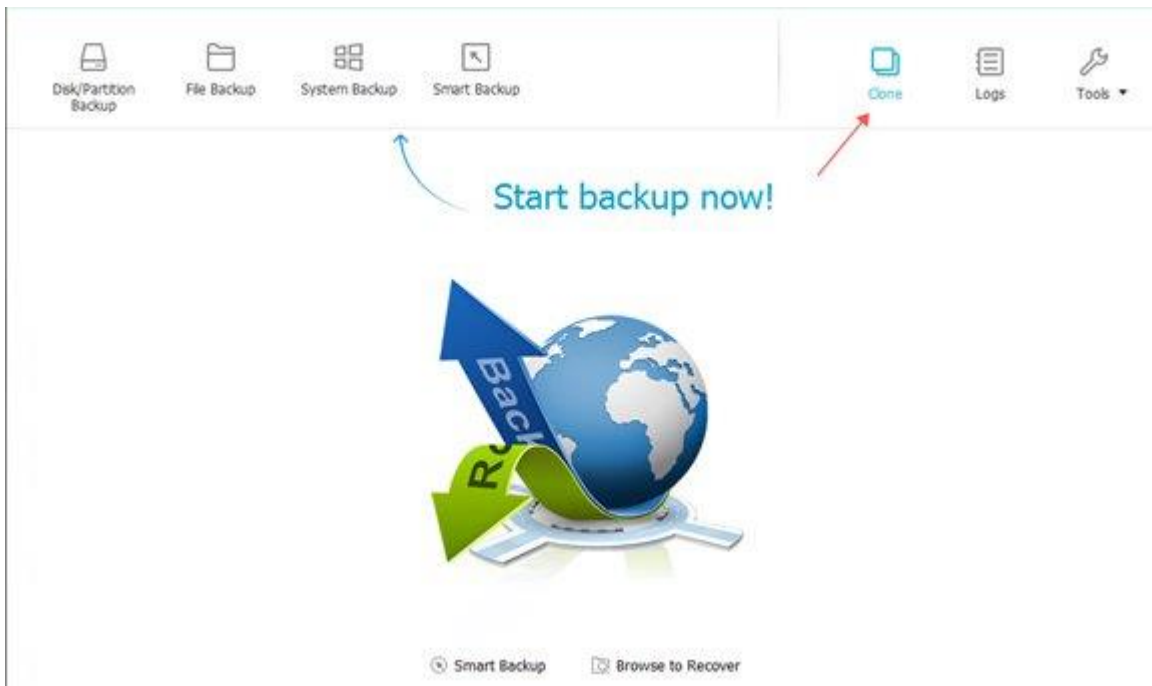 Disk/Partition
Backup
File Backup
System Backup
Smart Backup
Clone
Logs
Tools
Start backup now!
Back
Smart Backup
Browse to Recover